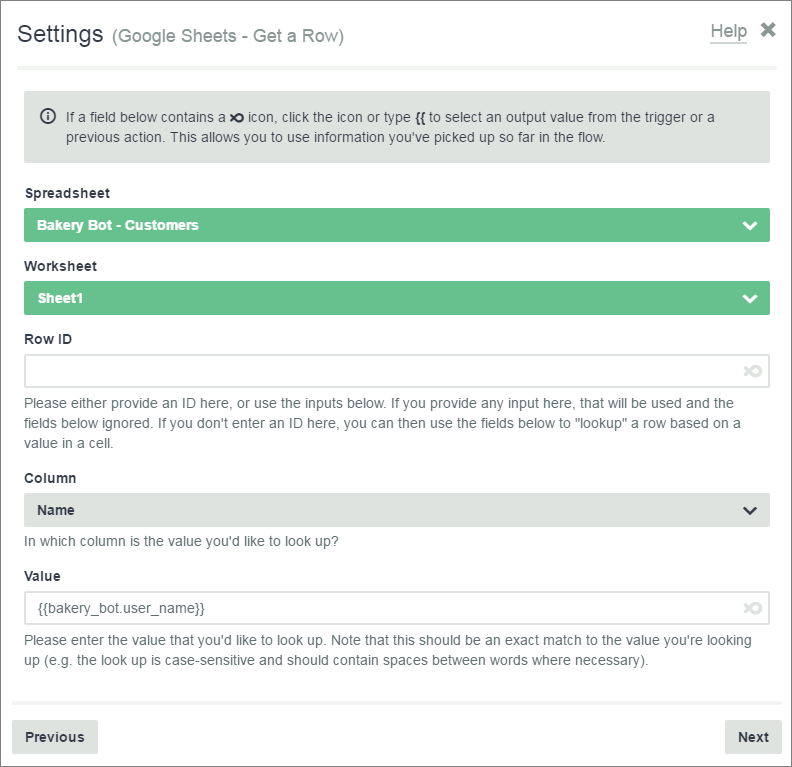 Settings (Google Sheets - Get a Row)
Help
If a field below contains a icon, click the icon or type {{ to select an output value from the trigger or a
previous action. This allows you to use information you've picked up so far in the flow.
Spreadsheet
Bakery Bot - Customers
Worksheet
Sheet1
Row ID
Please either provide an ID here, or use the inputs below. If you provide any input here, that will be used and the
fields below ignored. If you don't enter an ID here, you can then use the fields below to "lookup" a row based on a
value in a cell.
Column
Name
In which column is the value you'd like to look up?
Value
{{bakery_bot.user_name}}
Please enter the value that you'd like to look up. Note that this should be an exact match to the value you're looking
up (e.g. the look up is case-sensitive and should contain spaces between words where necessary).
Previous
Next